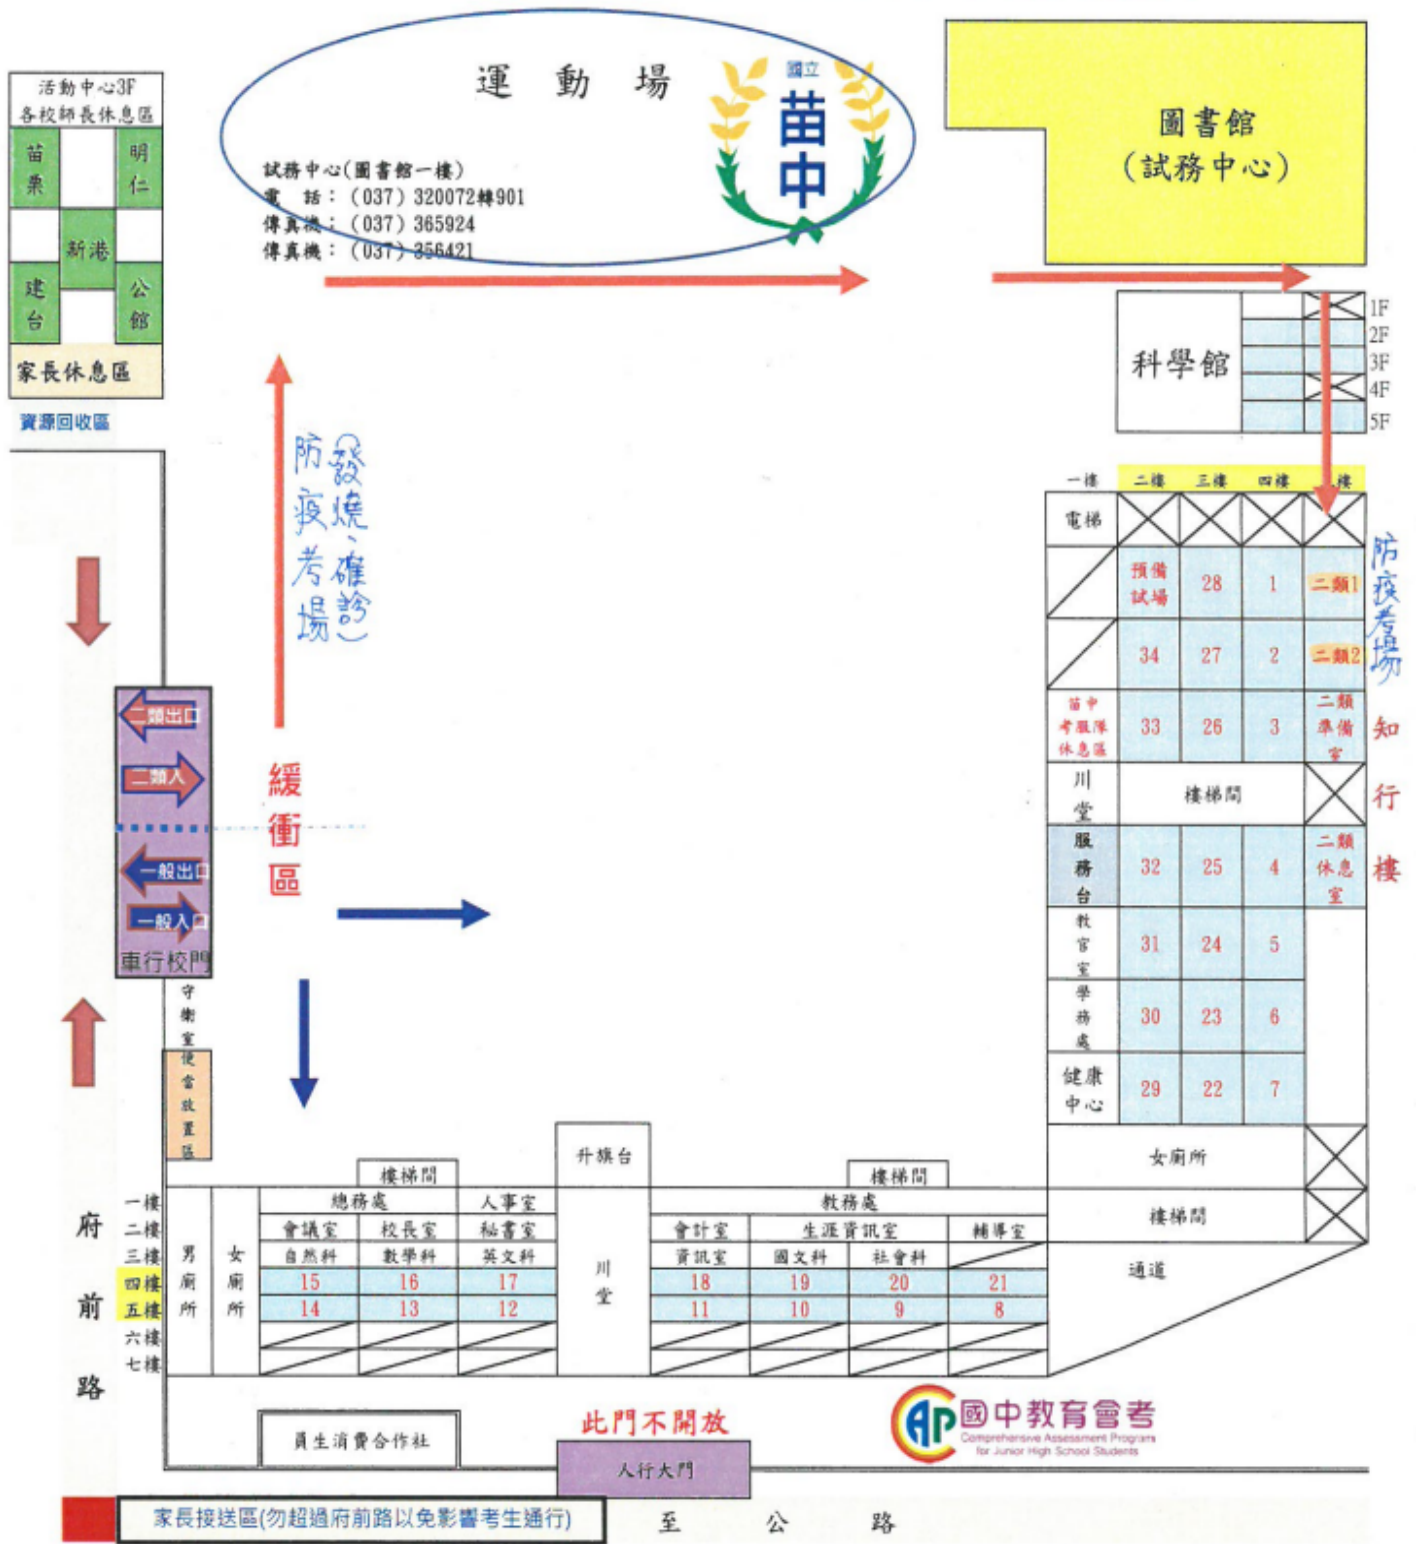 運動場
國立
苗中
試務中心(圖書館一樓)
電 話：(037)320072轉901
傳真機：(037)365924
傳真機：(037)356421
圖書館
(試務中心)
活動中心3F
各校師長休息區
苗栗
明仁
新港
建台
公館
家長休息區
資源回收區
科學館
1F
2F
3F
4F
5F
防疫考場
(發燒、確診)
緩衝區
二類出口
二類入
一般出口
一般入口
車行校門
守衛室
便當放置區
府前路
一樓 二樓 三樓 四樓 樓
電梯
預備試場 28 1 二類1
34 27 2 二類2
苗中考服隊休息區 33 26 3 二類準備室
川堂 樓梯間
服務台 32 25 4 二類休息室
教官室 31 24 5
學務處 30 23 6
健康中心 29 22 7
女廁所
樓梯間
通道
防疫考場
知行樓
升旗台
樓梯間
樓梯間
一樓 總務處 人事室 教務處
二樓 會議室 校長室 秘書室 會計室 生涯資訊室 輔導室
三樓 自然科 數學科 英文科 資訊室 國文科 社會科
四樓 15 16 17 18 19 20 21
五樓 14 13 12 11 10 9 8
六樓
七樓
男廁所
女廁所
川堂
員生消費合作社
此門不開放
人行大門
CAP國中教育會考
Comprehensive Assessment Program
for Junior High School Students
家長接送區(勿超過府前路以免影響考生通行)
至公路